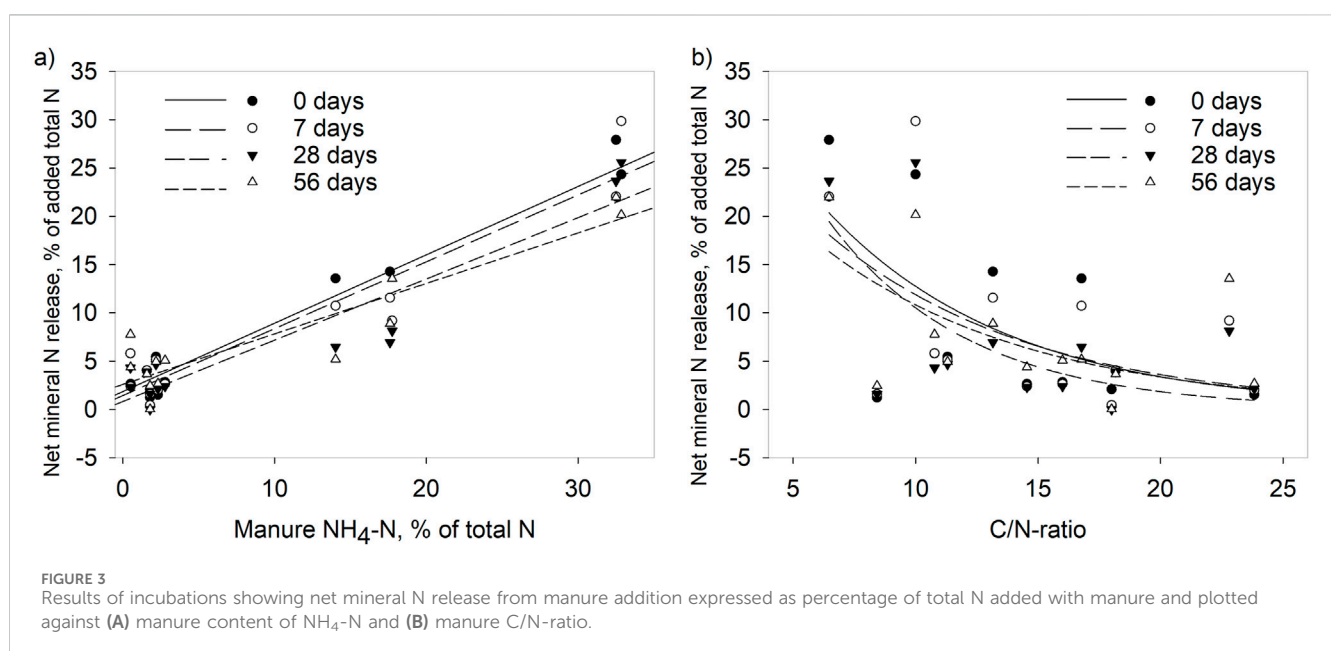 a)
Net mineral N release, % of added total N
35
30
25
20
15
10
5
0
-5
0 days
7 days
28 days
56 days
0
10
20
30
Manure NH₄-N, % of total N
b)
Net mineral N realease, % of added total N
35
30
25
20
15
10
5
0
-5
0 days
7 days
28 days
56 days
5
10
15
20
25
C/N-ratio
FIGURE 3
Results of incubations showing net mineral N release from manure addition expressed as percentage of total N added with manure and plotted
against (A) manure content of NH₄-N and (B) manure C/N-ratio.